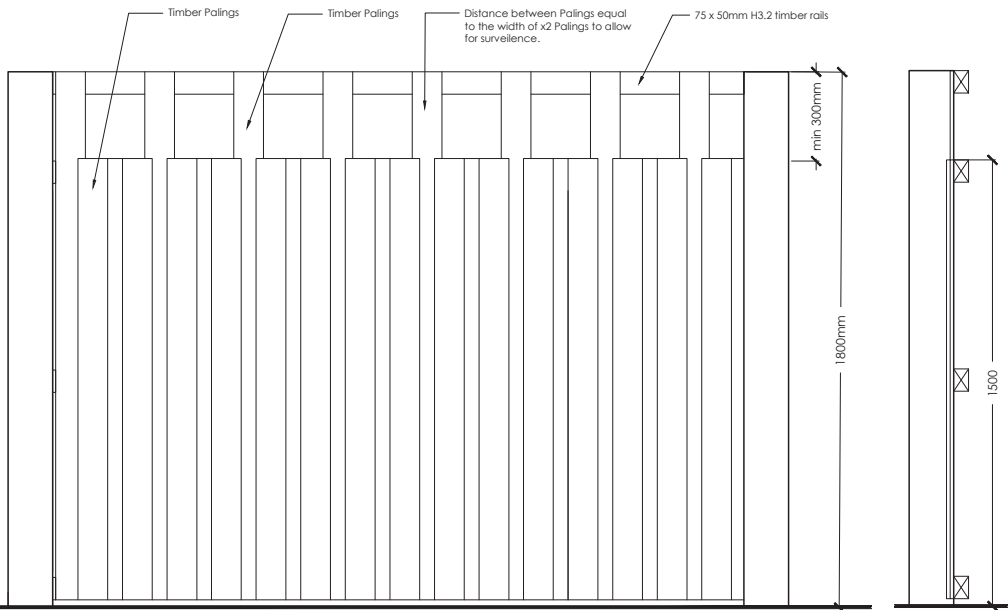 Timber Palings
Timber Palings
Distance between Palings equal
to the width of x2 Palings to allow
for surveilence.
75 x 50mm H3.2 timber rails
min 300mm
1800mm
1500